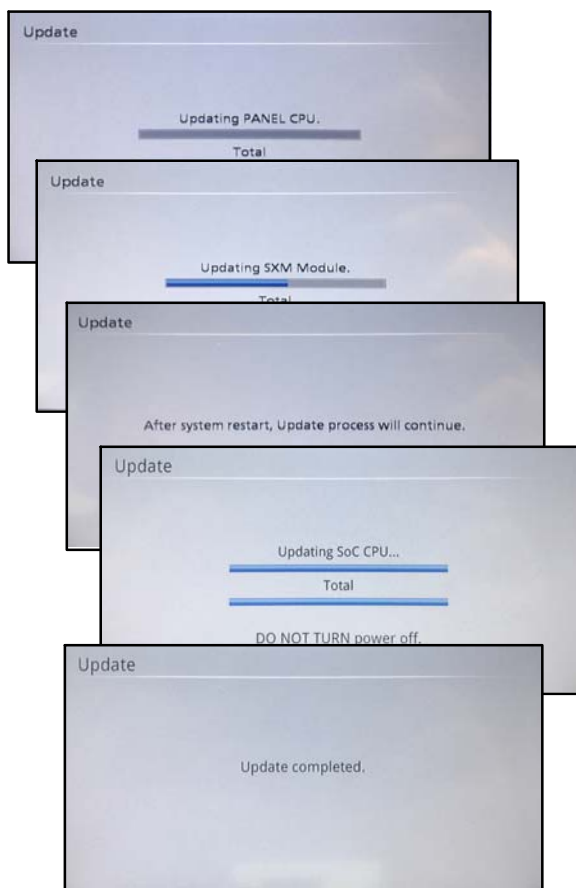 Update
Updating PANEL CPU.
Total
Update
Updating SXM Module.
Total
Update
After system restart, Update process will continue.
Update
Updating SoC CPU...
Total
DO NOT TURN power off.
Update
Update completed.